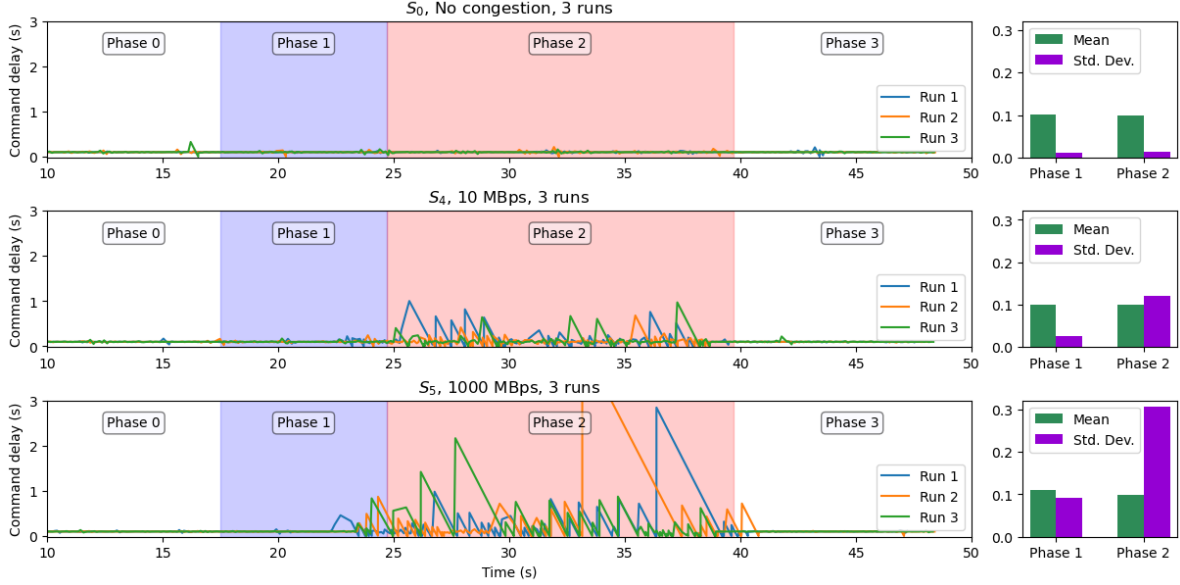 S₀, No congestion, 3 runs
Command delay (s)
3
2
1
0
Phase 0
Phase 1
Phase 2
Phase 3
Run 1
Run 2
Run 3
10 15 20 25 30 35 40 45 50
0.3
0.2
0.1
0.0
Mean
Std. Dev.
Phase 1 Phase 2
S₄, 10 MBps, 3 runs
Command delay (s)
3
2
1
0
Phase 0
Phase 1
Phase 2
Phase 3
Run 1
Run 2
Run 3
10 15 20 25 30 35 40 45 50
0.3
0.2
0.1
0.0
Mean
Std. Dev.
Phase 1 Phase 2
S₅, 1000 MBps, 3 runs
Command delay (s)
3
2
1
0
Phase 0
Phase 1
Phase 2
Phase 3
Run 1
Run 2
Run 3
10 15 20 25 30 35 40 45 50
Time (s)
0.3
0.2
0.1
0.0
Mean
Std. Dev.
Phase 1 Phase 2